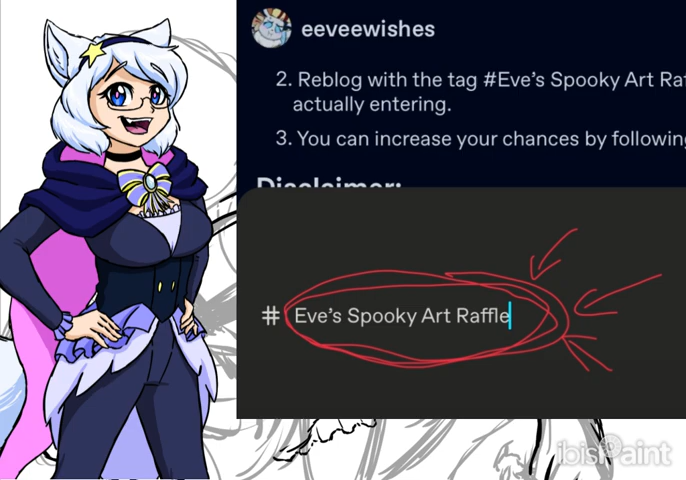 eeveewishes
2. Reblog with the tag #Eve's Spooky Art Raf
actually entering.
3. You can increase your chances by following
Disclaimer:
# Eve's Spooky Art Raffle
ibisPaint